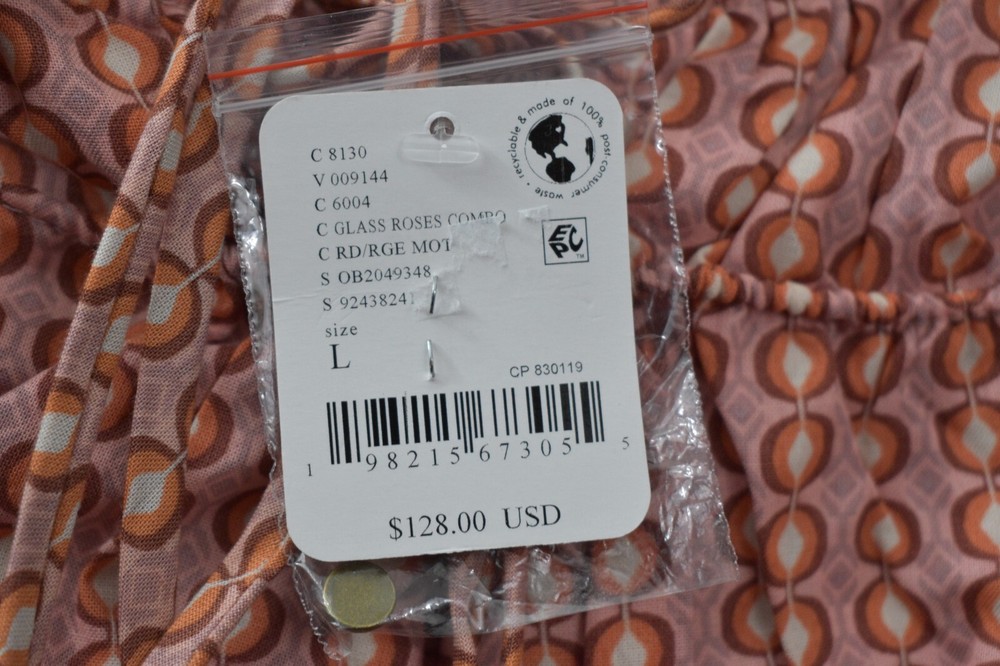 recyclable & made of 100% post-consumer waste •
C 8130
V 009144
C 6004
C GLASS ROSES COMBO
C RD/RGE MOT
S OB2049348
S 92438241
EPIC™
size
L
CP 830119
1 98215 67305 5
$128.00 USD